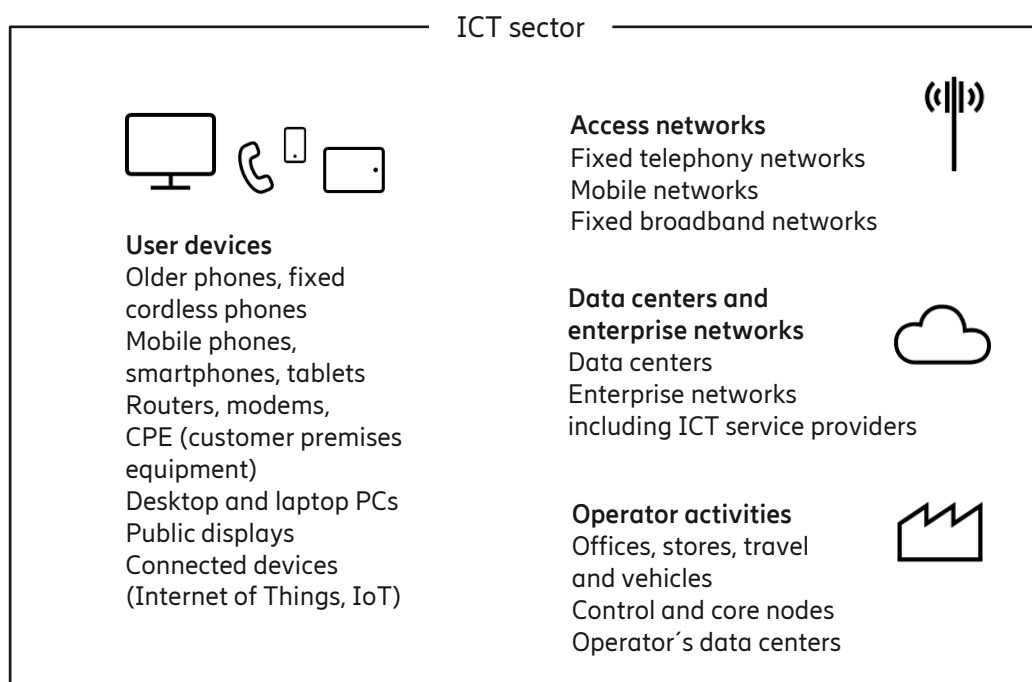 ICT sector
User devices
Older phones, fixed
cordless phones
Mobile phones,
smartphones, tablets
Routers, modems,
CPE (customer premises
equipment)
Desktop and laptop PCs
Public displays
Connected devices
(Internet of Things, IoT)
Access networks
Fixed telephony networks
Mobile networks
Fixed broadband networks
Data centers and
enterprise networks
Data centers
Enterprise networks
including ICT service providers
Operator activities
Offices, stores, travel
and vehicles
Control and core nodes
Operator´s data centers